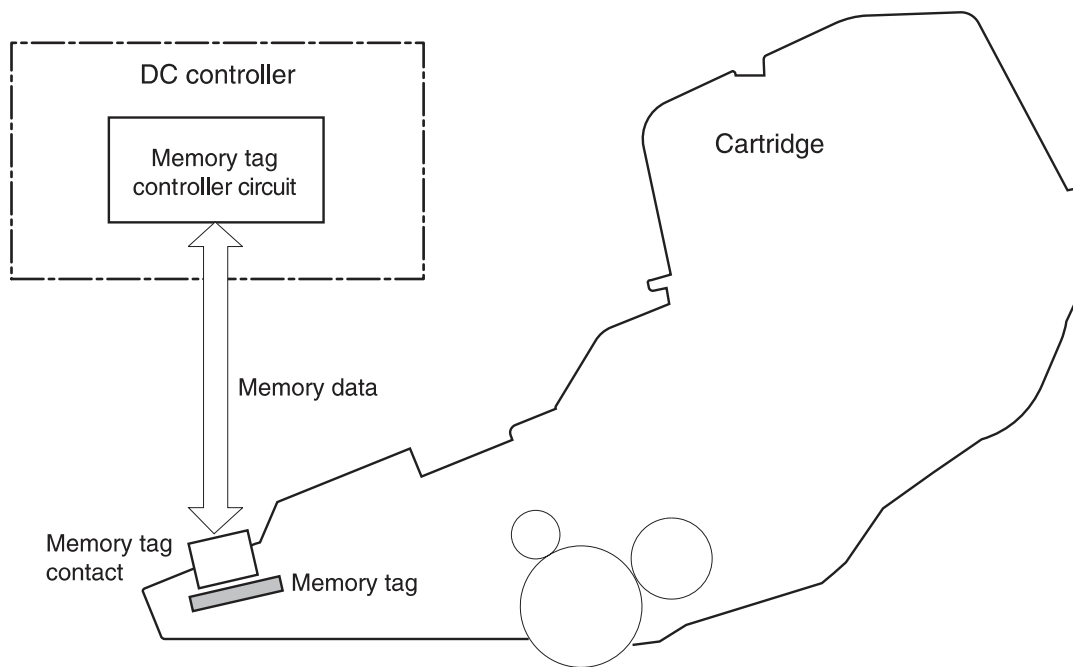 DC controller
Memory tag
controller circuit
Cartridge
Memory data
Memory tag
contact
Memory tag